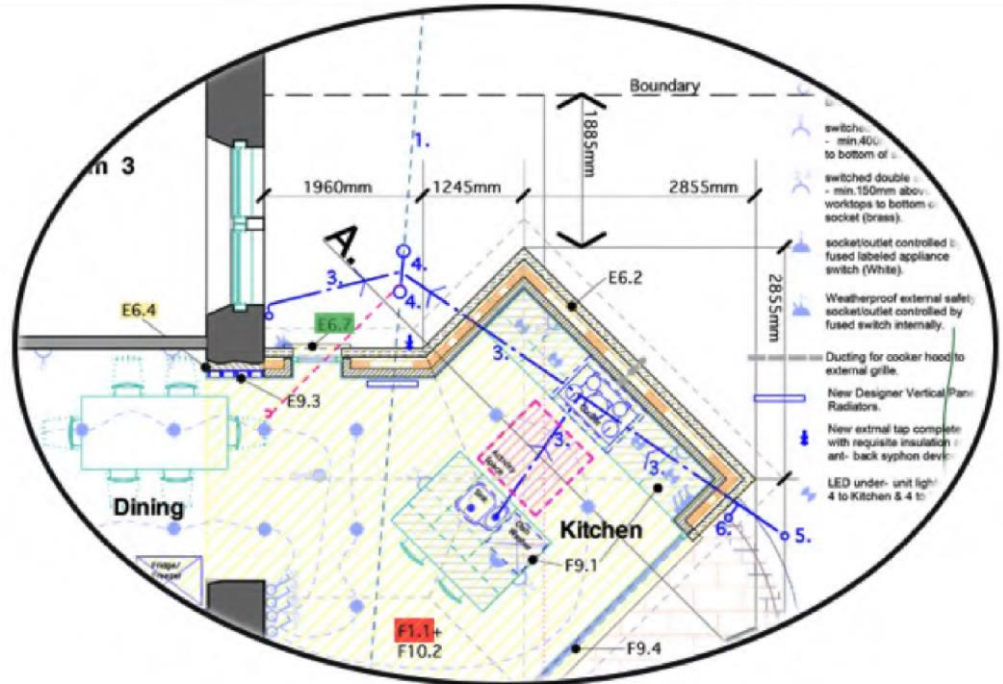 Boundary
m 3
1.
1885mm
1960mm
1245mm
2855mm
A.
3.
4.
4.
E6.2
E6.4
E6.7
2855mm
3.
E9.3
3.
3.
Dining
Kitchen
6.
5.
Fridge/
Freezer
F9.1
F1.1+
F10.2
F9.4
switched
- min.400
to bottom of
switched double
- min.150mm above
worktops to bottom o
socket (brass).
socket/outlet controlled b
fused labeled appliance
switch (White).
Weatherproof external safet
socket/outlet controlled by
fused switch internally.
Ducting for cooker hood to
external grille.
New Designer Vertical Pane
Radiators.
New extrnal tap complete
with requisite insulation
ant- back syphon device
LED under- unit light
4 to Kitchen & 4 to